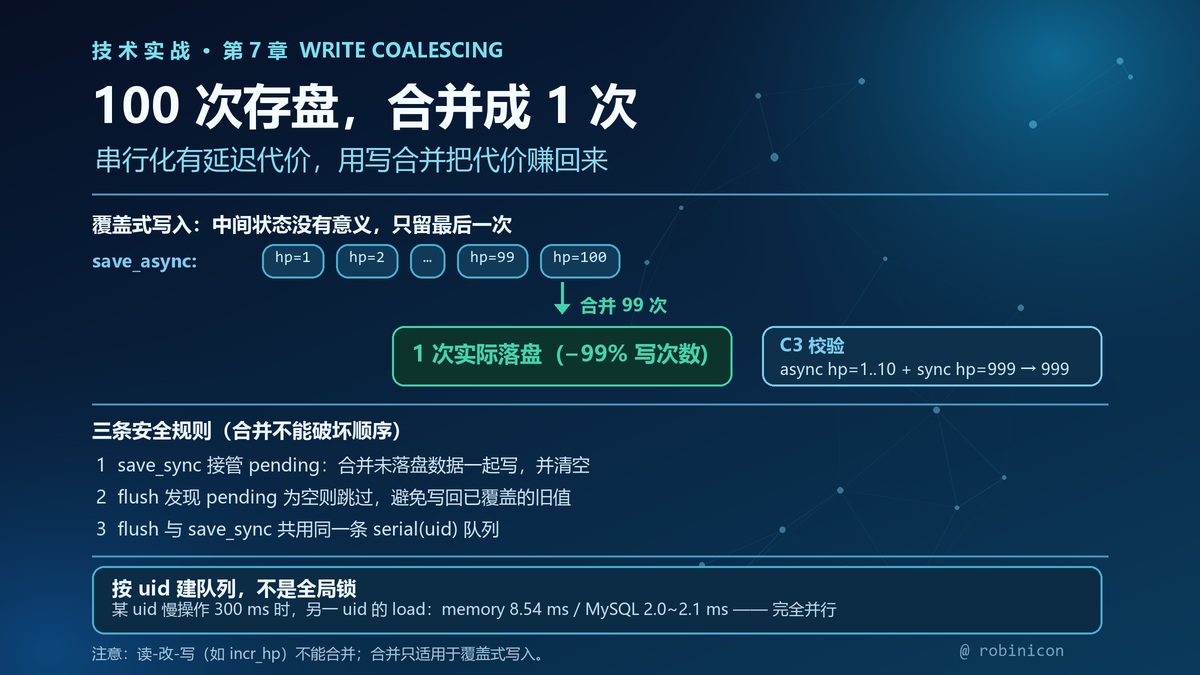 技术实战 • 第 7 章 WRITE COALESCING
100 次存盘，合并成 1 次
串行化有延迟代价，用写合并把代价赚回来
覆盖式写入：中间状态没有意义，只留最后一次
save_async: hp=1 hp=2 … hp=99 hp=100
合并 99 次
1 次实际落盘（−99% 写次数）
C3 校验
async hp=1..10 + sync hp=999 → 999
三条安全规则（合并不能破坏顺序）
1 save_sync 接管 pending：合并未落盘数据一起写，并清空
2 flush 发现 pending 为空则跳过，避免写回已覆盖的旧值
3 flush 与 save_sync 共用同一条 serial(uid) 队列
按 uid 建队列，不是全局锁
某 uid 慢操作 300 ms 时，另一 uid 的 load：memory 8.54 ms / MySQL 2.0~2.1 ms —— 完全并行
注意：读-改-写（如 incr_hp）不能合并；合并只适用于覆盖式写入。
@ robinicon